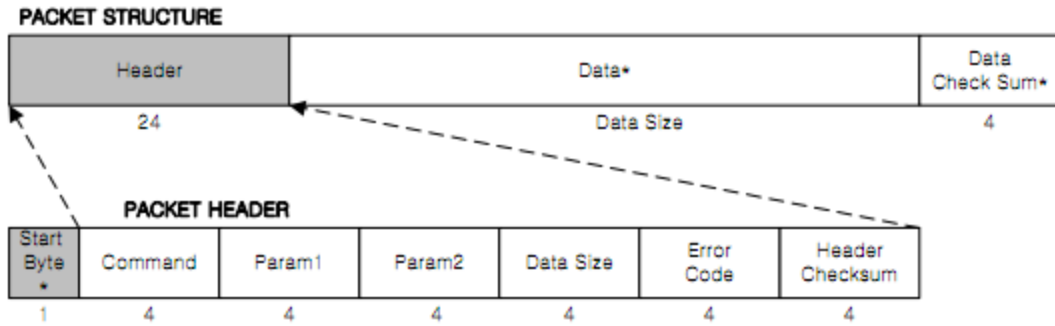 PACKET STRUCTURE
Header
Data*
Data
Check Sum*
24
Data Size
4
PACKET HEADER
Start
Byte
*
Command
Param1
Param2
Data Size
Error
Code
Header
Checksum
1
4
4
4
4
4
4